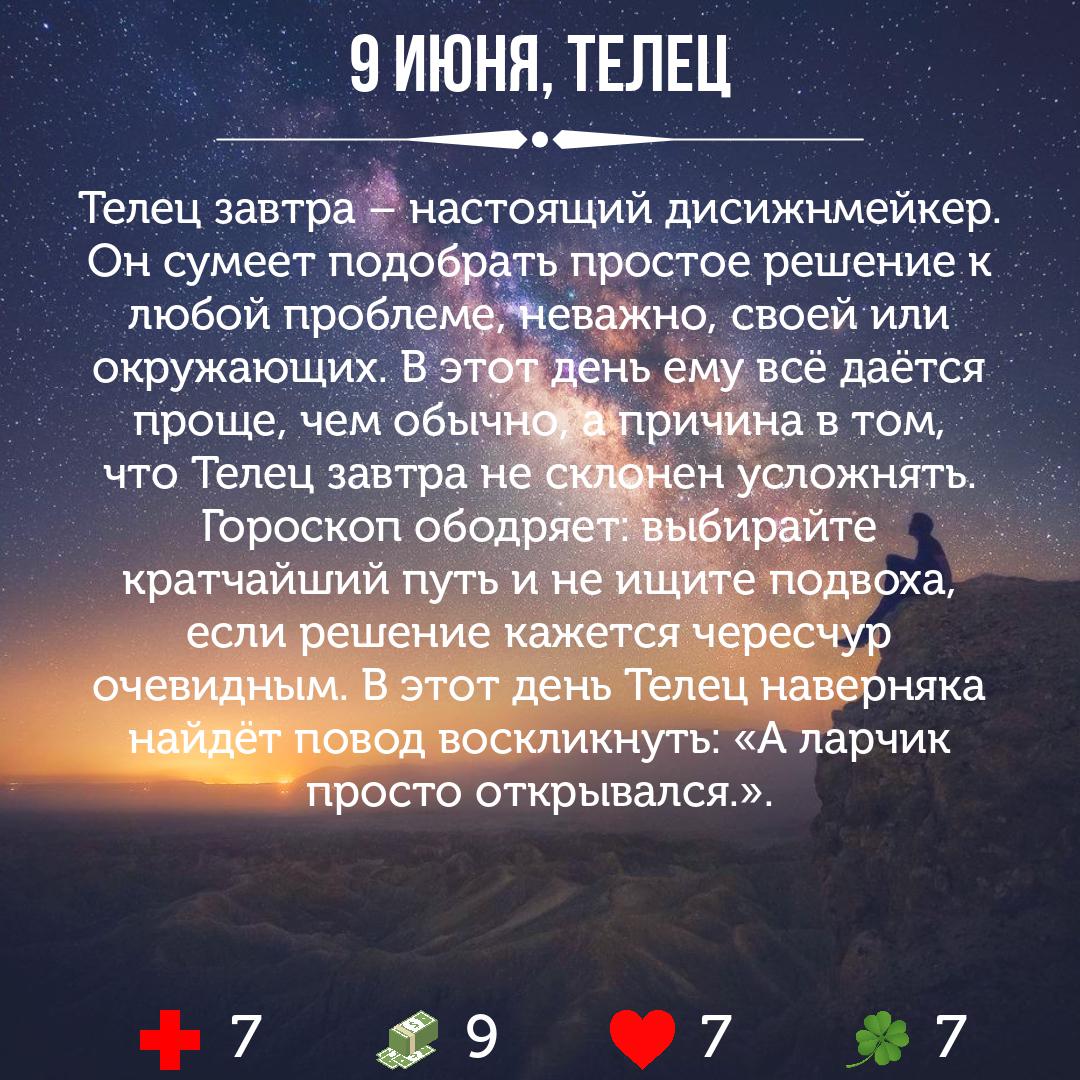 9 ИЮНЯ, ТЕЛЕЦ
Телец завтра – настоящий дисижнмейкер.
Он сумеет подобрать простое решение к
любой проблеме, неважно, своей или
окружающих. В этот день ему всё даётся
проще, чем обычно, а причина в том,
что Телец завтра не склонен усложнять.
Гороскоп ободряет: выбирайте
кратчайший путь и не ищите подвоха,
если решение кажется чересчур
очевидным. В этот день Телец наверняка
найдёт повод воскликнуть: «А ларчик
просто открывался.».
7 9 7 7